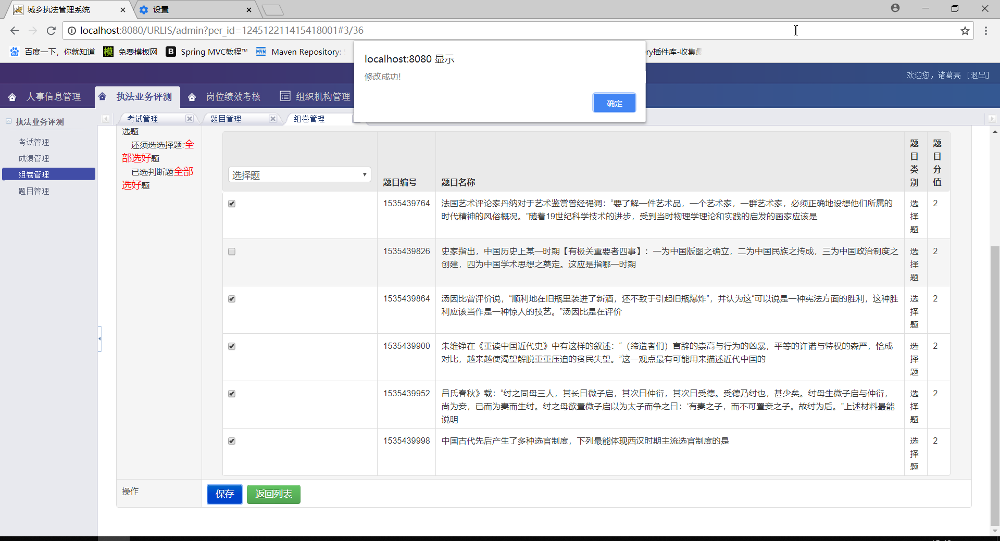 城乡执法管理系统
设置
localhost:8080/URLIS/admin?per_id=124512211415418001#3/36
百度一下，你就知道
模
免费模板网
B
Spring MVC教程™
MVN
Maven Repository:
ry插件库-收集
localhost:8080 显示
修改成功!
确定
欢迎您，诸葛亮 [退出]
人事信息管理
执法业务评测
岗位绩效考核
组织机构管理
执法业务评测
考试管理
成绩管理
组卷管理
题目管理
考试管理
题目管理
组卷管理
选题
还须选选择题:全
部选好题
已选判断题全部
选好题
选择题
题目编号
题目名称
题目类别
题目分值
1535439764
法国艺术评论家丹纳对于艺术鉴赏曾经强调：“要了解一件艺术品，一个艺术家，一群艺术家，必须正确地设想他们所属的
时代精神的风俗概况。”随着19世纪科学技术的进步，受到当时物理学理论和实践的启发的画家应该是
选择题
2
1535439826
史家指出，中国历史上某一时期【有极关重要者四事】：一为中国版图之确立，二为中国民族之抟成，三为中国政治制度之
创建，四为中国学术思想之奠定。这应是指哪一时期
选择题
2
1535439864
汤因比曾评价说，“顺利地在旧瓶里装进了新酒，还不致于引起旧瓶爆炸”，并认为这“可以说是一种宪法方面的胜利，这种胜
利应该当作是一种惊人的技艺。”汤因比是在评价
选择题
2
1535439900
朱维铮在《重读中国近代史》中有这样的叙述：“（缔造者们）言辞的崇高与行为的凶暴，平等的许诺与特权的森严，恰成
对比，越来越使渴望解脱重重压迫的贫民失望。”这一观点最有可能用来描述近代中国的
选择题
2
1535439952
吕氏春秋》载：“纣之同母三人，其长曰微子启，其次曰仲衍，其次曰受德。受德乃纣也，甚少矣。纣母生微子启与仲衍，
尚为妾，已而为妻而生纣。纣之母欲置微子启以为太子而争之曰：‘有妻之子，而不可置妾之子。故纣为后。”上述材料最能
说明
选择题
2
1535439998
中国古代先后产生了多种选官制度，下列最能体现西汉时期主流选官制度的是
选择题
2
操作
保存
返回列表